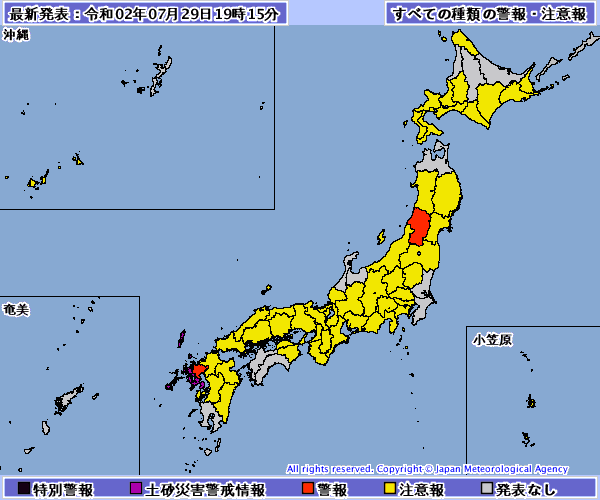 最新発表：令和02年07月29日19時15分
すべての種類の警報・注意報
沖縄
奄美
小笠原
All rights reserved. Copyright © Japan Meteorological Agency
特別警報 土砂災害警戒情報 警報 注意報 発表なし